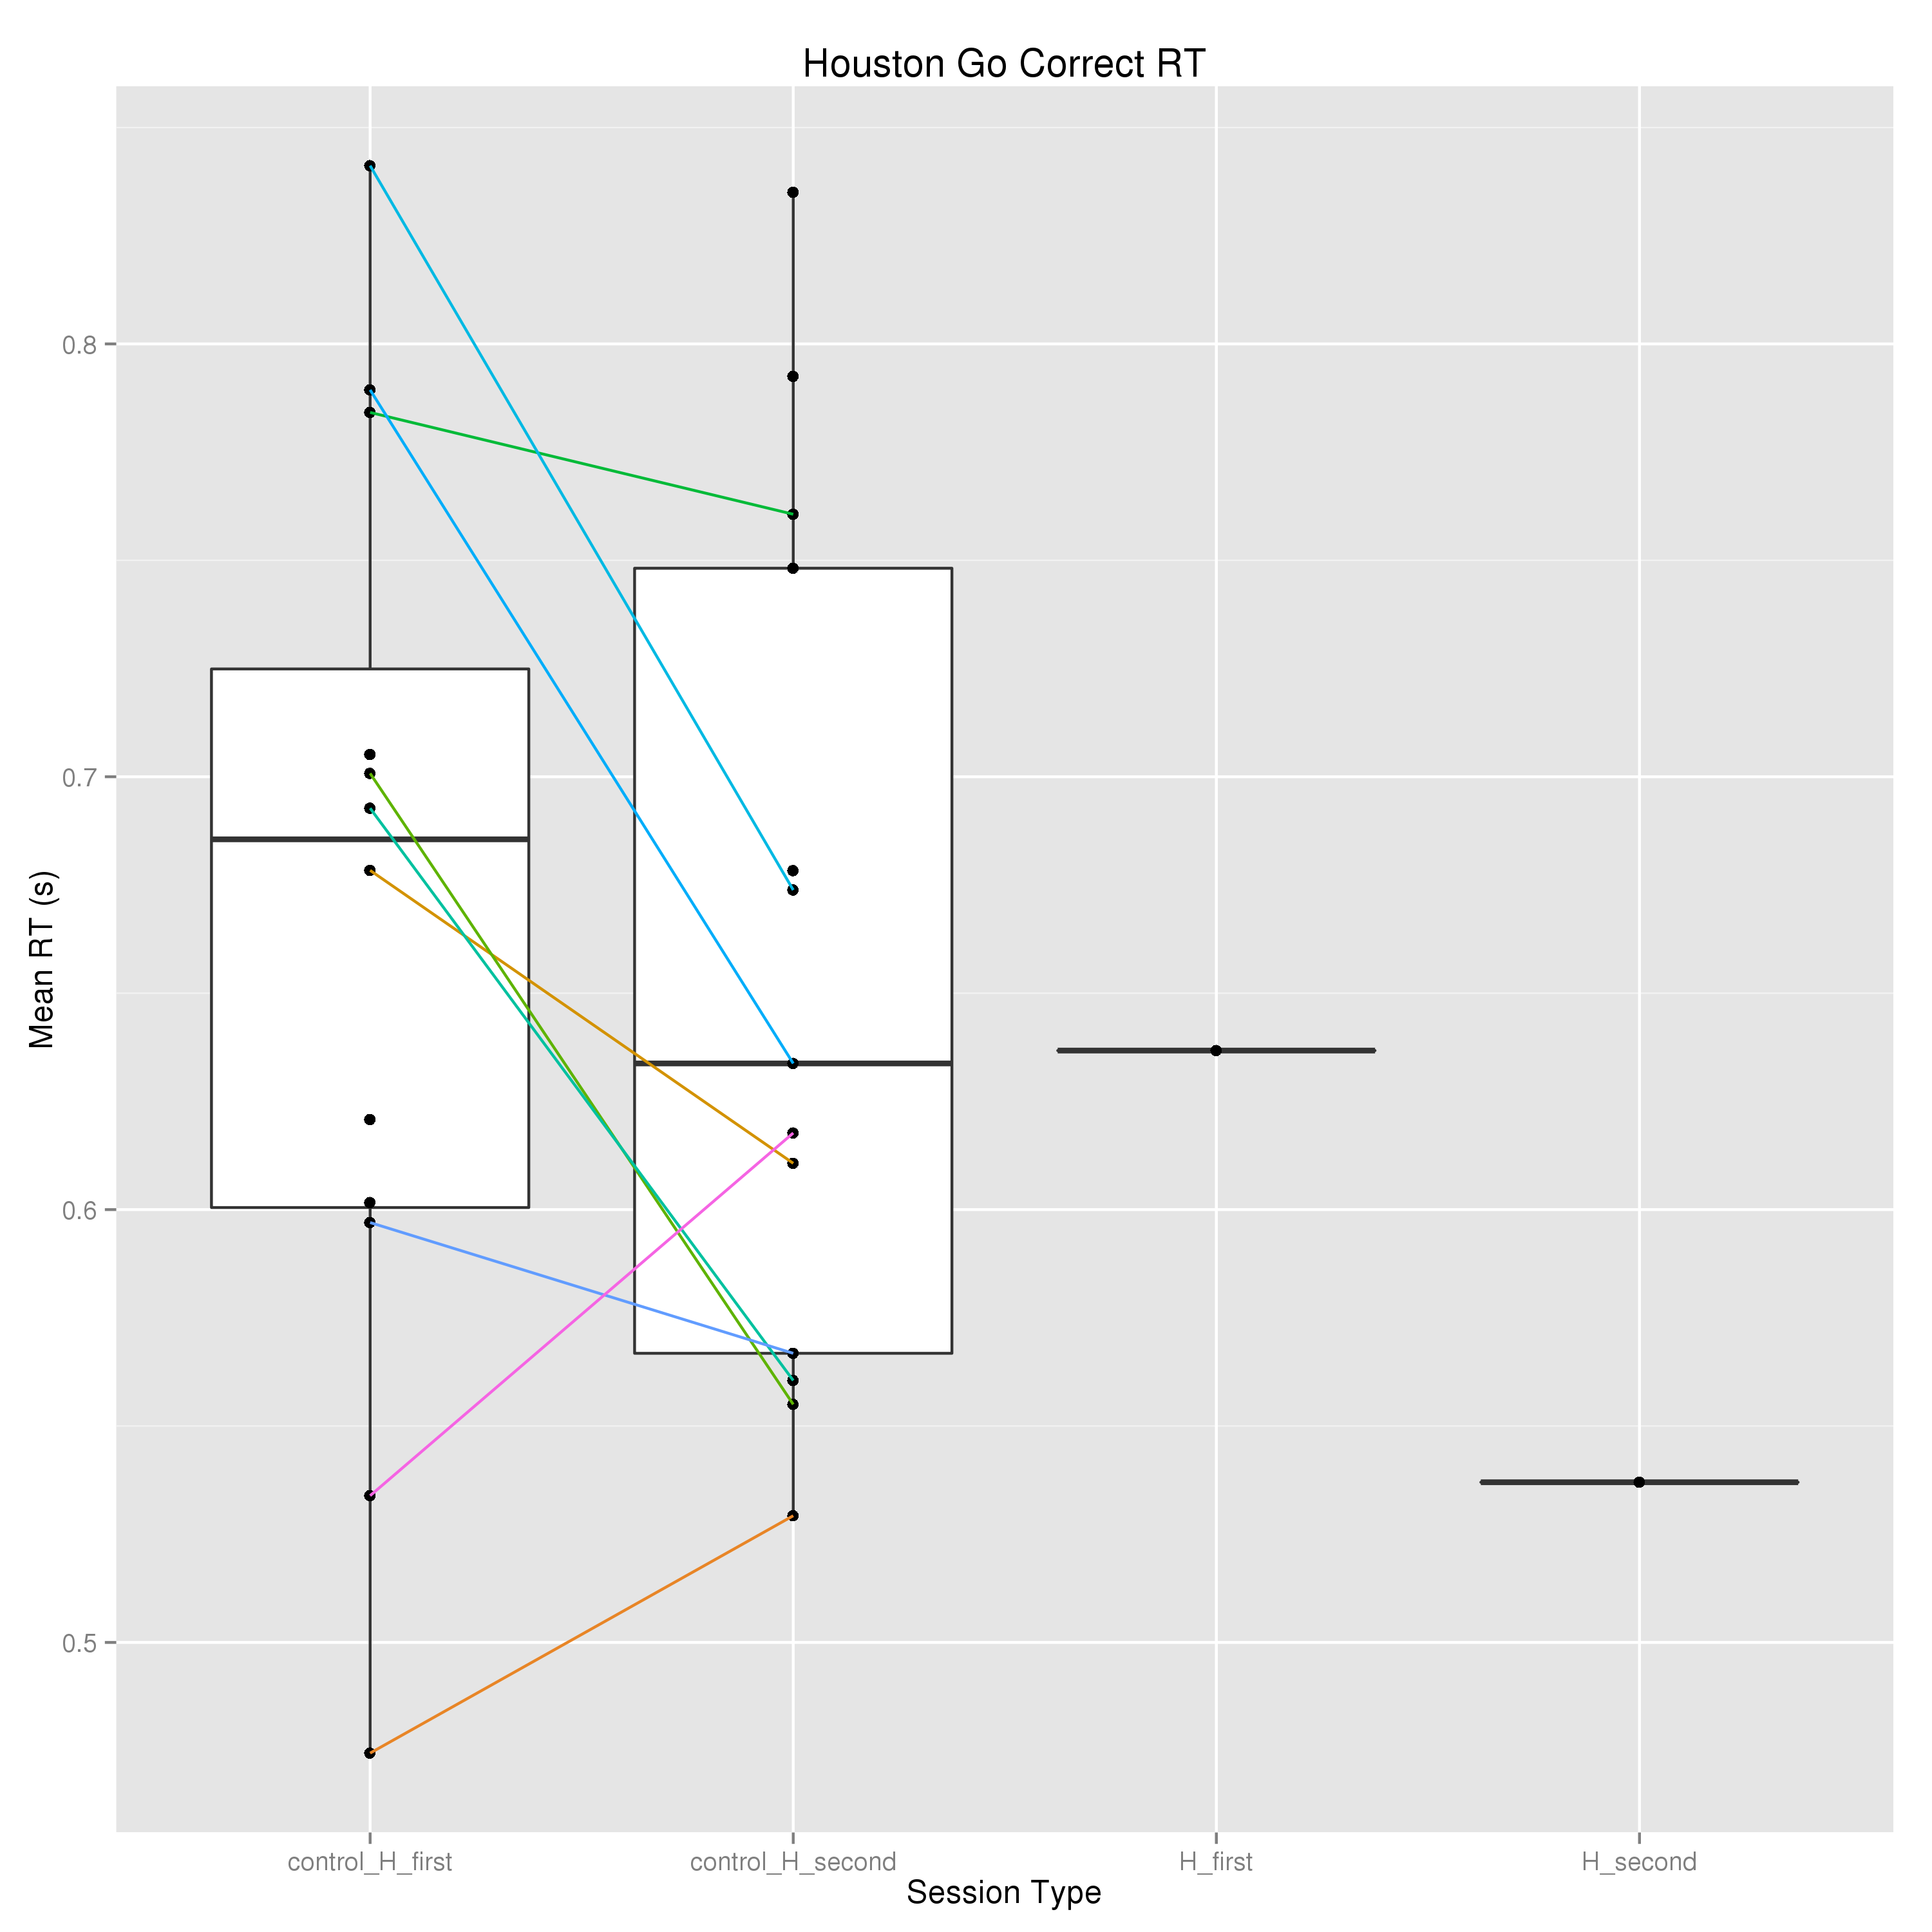 Houston Go Correct RT
Mean RT (s)
0.8
0.7
0.6
0.5
control_H_first
control_H_second
H_first
H_second
Session Type